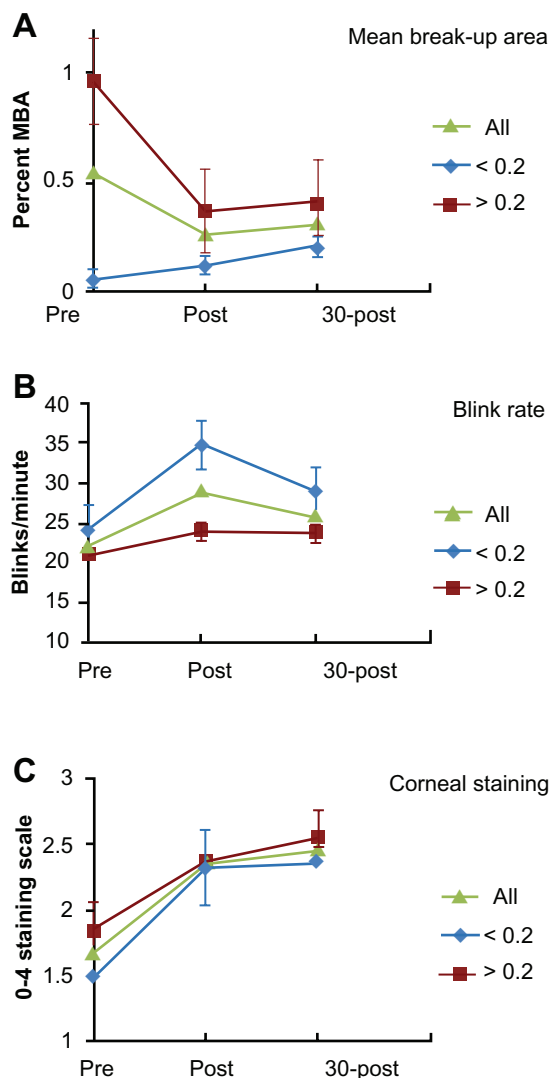 A
Mean break-up area
Percent MBA
1
0.5
0
All
< 0.2
> 0.2
Pre Post 30-post
B
Blink rate
Blinks/minute
40
35
30
25
20
15
10
All
< 0.2
> 0.2
Pre Post 30-post
C
Corneal staining
0-4 staining scale
3
2.5
2
1.5
1
All
< 0.2
> 0.2
Pre Post 30-post